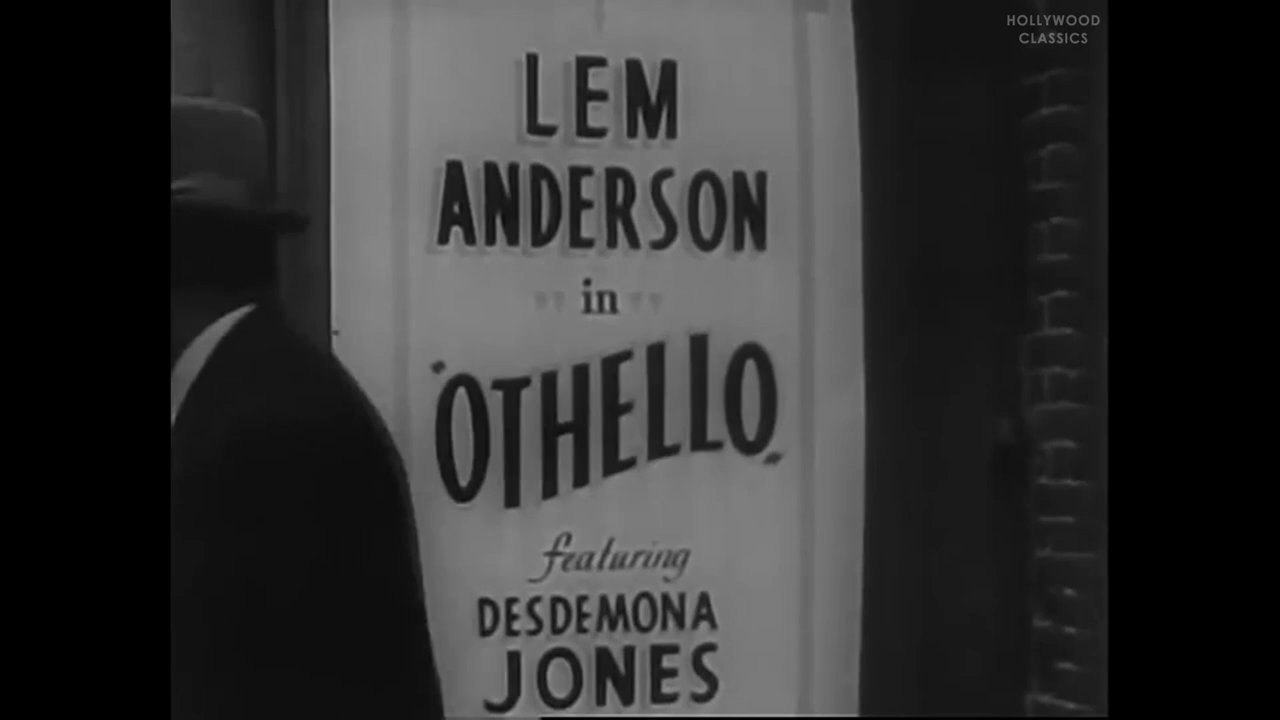 HOLLYWOOD
CLASSICS
LEM
ANDERSON
in
"OTHELLO"
featuring
DESDEMONA
JONES